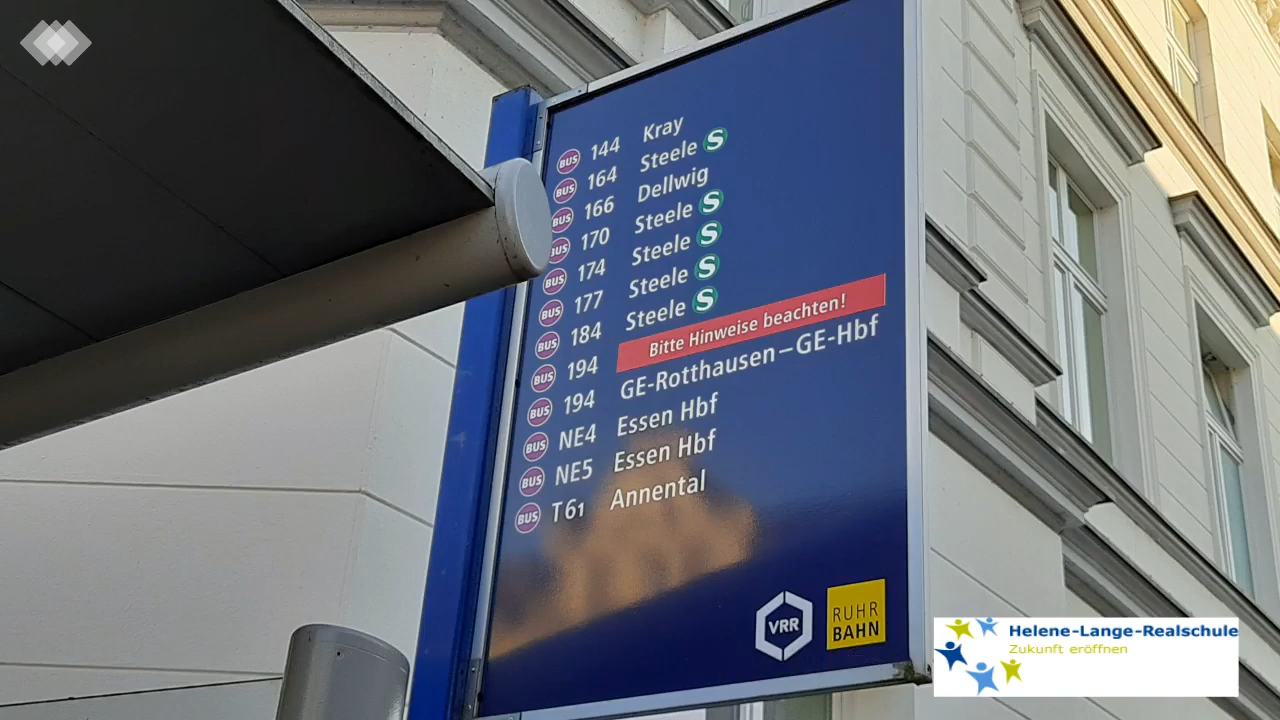 BUS 144 Kray
BUS 164 Steele S
BUS 166 Dellwig
BUS 170 Steele S
BUS 174 Steele S
BUS 177 Steele S
BUS 184 Steele S
BUS 194 Bitte Hinweise beachten!
BUS 194 GE-Rotthausen–GE-Hbf
BUS NE4 Essen Hbf
BUS NE5 Essen Hbf
BUS T61 Annental
VRR
RUHR
BAHN
Helene-Lange-Realschule
Zukunft eröffnen